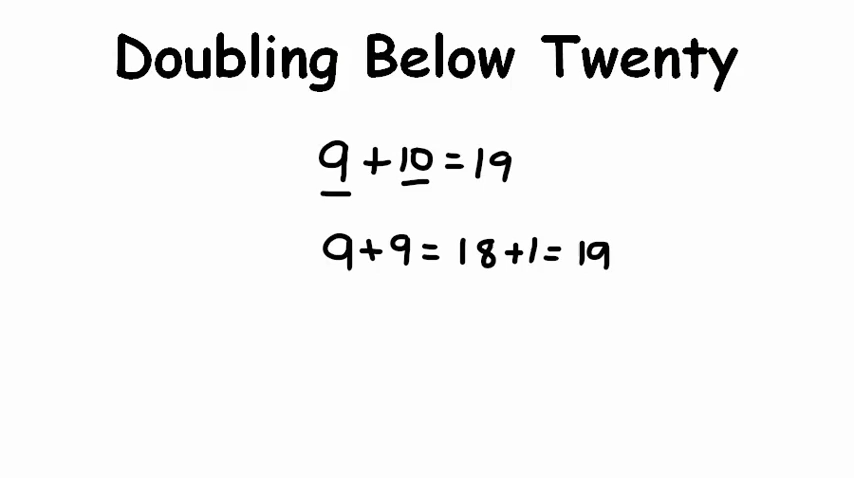 Doubling Below Twenty
9 + 10 = 19
9 + 9 = 18 + 1 = 19